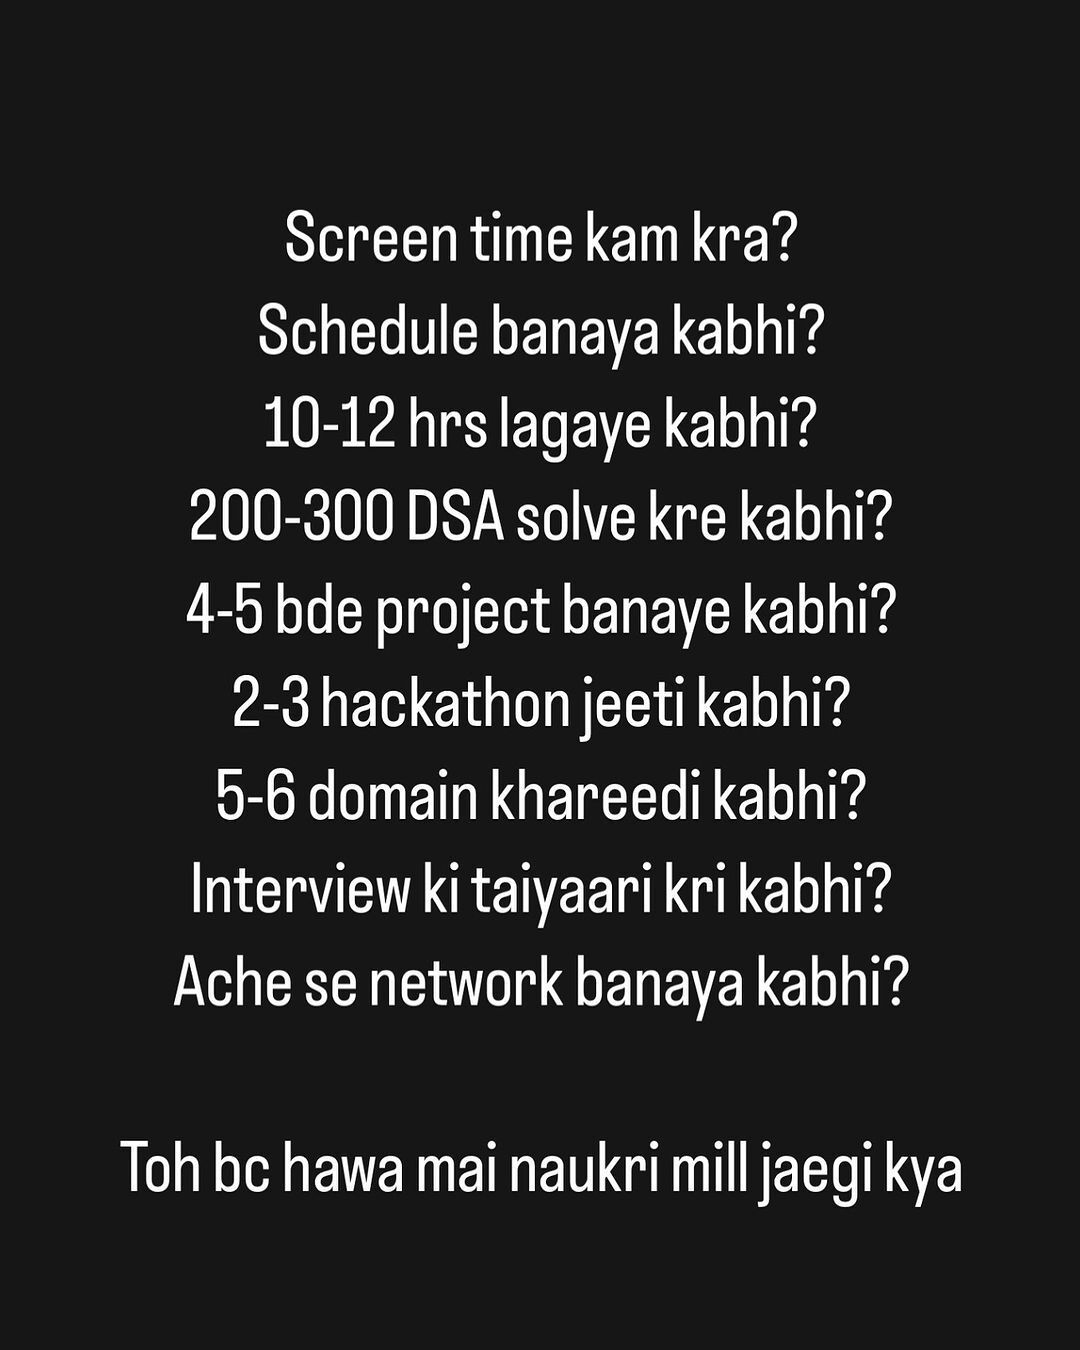 Screen time kam kra?
Schedule banaya kabhi?
10-12 hrs lagaye kabhi?
200-300 DSA solve kre kabhi?
4-5 bde project banaye kabhi?
2-3 hackathon jeeti kabhi?
5-6 domain khareedi kabhi?
Interview ki taiyaari kri kabhi?
Ache se network banaya kabhi?
Toh bc hawa mai naukri mill jaegi kya